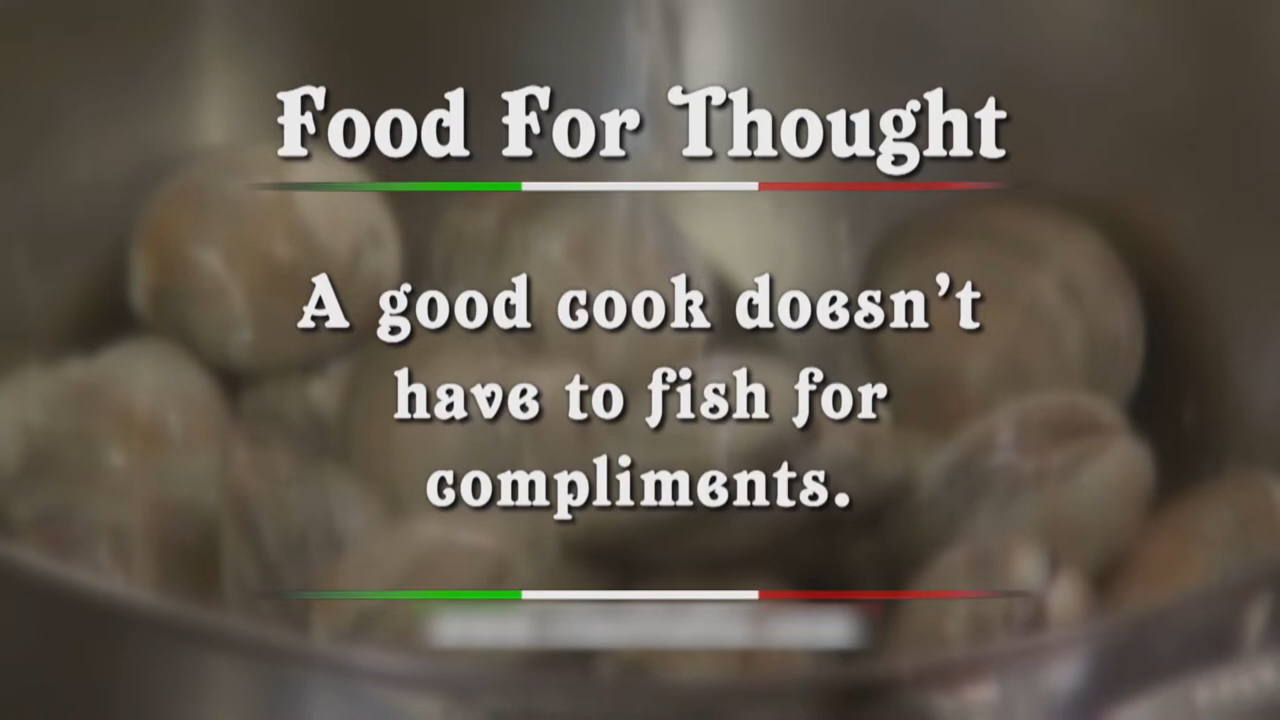 Food For Thought
A good cook doesn't
have to fish for
compliments.